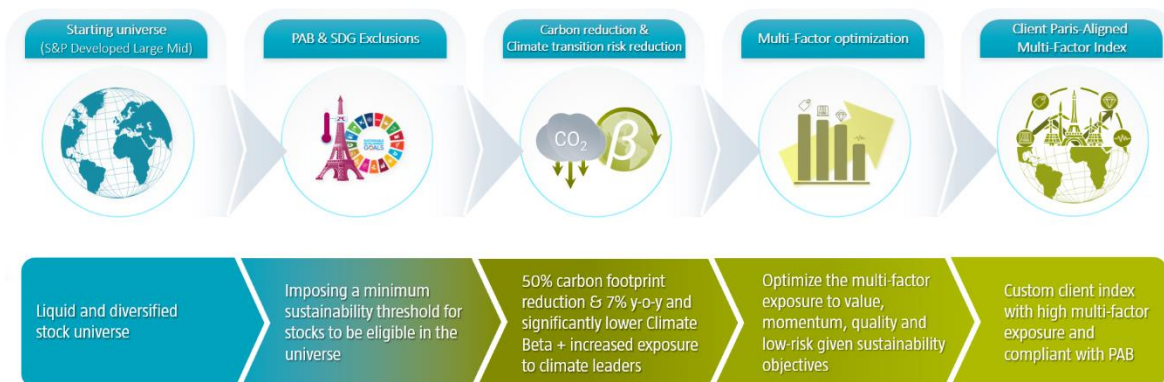 Starting universe
(S&P Developed Large Mid)
PAB & SDG Exclusions
Carbon reduction &
Climate transition risk reduction
Multi-Factor optimization
Client Paris-Aligned
Multi-Factor Index
GOALS
CO₂
β
Liquid and diversified
stock universe
Imposing a minimum
sustainability threshold for
stocks to be eligible in the
universe
50% carbon footprint
reduction & 7% y-o-y and
significantly lower Climate
Beta + increased exposure
to climate leaders
Optimize the multi-factor
exposure to value,
momentum, quality and
low-risk given sustainability
objectives
Custom client index
with high multi-factor
exposure and
compliant with PAB